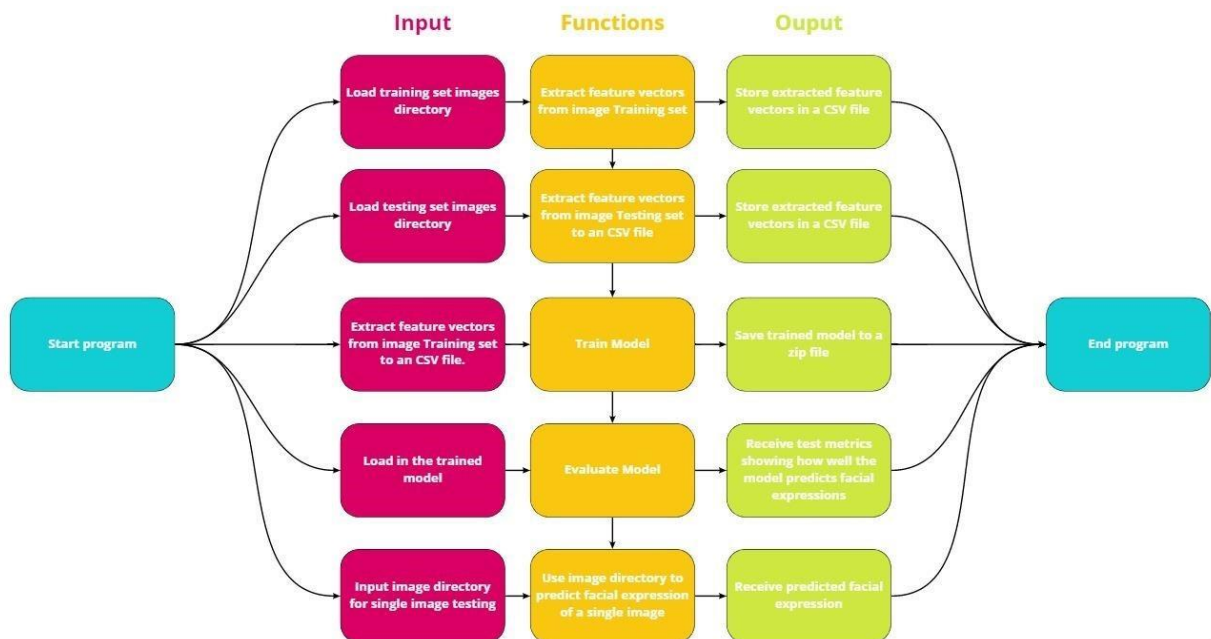 Input
Functions
Ouput
Load training set images
directory
Extract feature vectors
from image Training set
Store extracted feature
vectors in a CSV file
Load testing set images
directory
Extract feature vectors
from image Testing set
to an CSV file
Store extracted feature
vectors in a CSV file
Start program
Extract feature vectors
from image Training set
to an CSV file.
Train Model
Save trained model to a
zip file
End program
Load in the trained
model
Evaluate Model
Receive test metrics
showing how well the
model predicts facial
expressions
Input image directory
for single image testing
Use image directory to
predict facial expression
of a single image
Receive predicted facial
expression